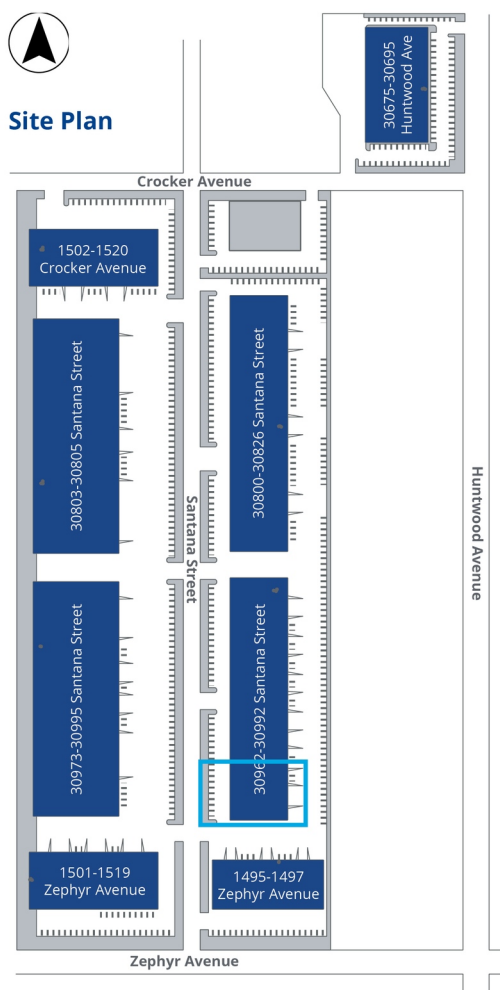 30675-30695
Huntwood Ave
Site Plan
Crocker Avenue
1502-1520
Crocker Avenue
30803-30805 Santana Street
30800-30826 Santana Street
Santana Street
Huntwood Avenue
30973-30995 Santana Street
30962-30992 Santana Street
1501-1519
Zephyr Avenue
1495-1497
Zephyr Avenue
Zephyr Avenue